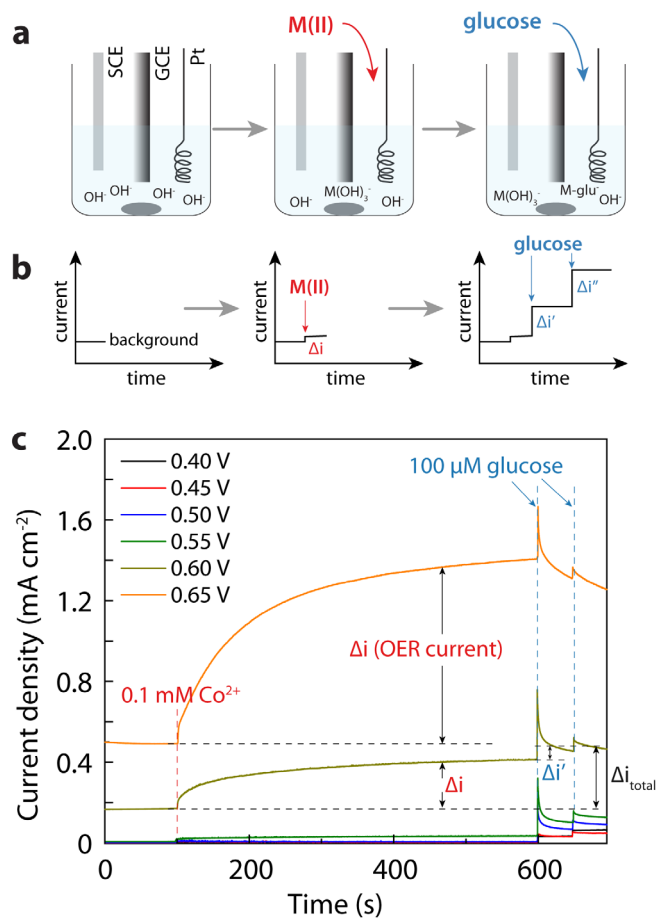 a
M(II)
glucose
SCE
GCE
Pt
OH⁻
OH⁻
OH⁻
OH⁻
OH⁻
M(OH)₃⁻
OH⁻
M(OH)₃⁻
M-glu⁻
OH⁻
b
current
background
time
current
M(II)
Δi
time
current
glucose
Δi′
Δi″
time
c
Current density (mA cm⁻²)
2.0
1.6
1.2
0.8
0.4
0
0.40 V
0.45 V
0.50 V
0.55 V
0.60 V
0.65 V
100 μM glucose
Δi (OER current)
0.1 mM Co²⁺
Δi
Δi′
Δi total
0
200
400
600
Time (s)